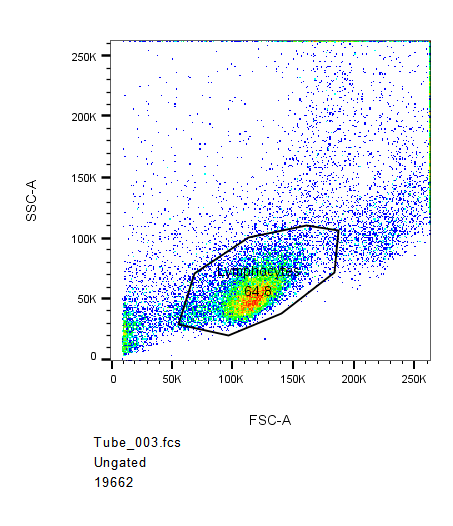 250K
200K
150K
100K
50K
0
SSC-A
Lymphocytes
64.8
0
50K
100K
150K
200K
250K
FSC-A
Tube_003.fcs
Ungated
19662